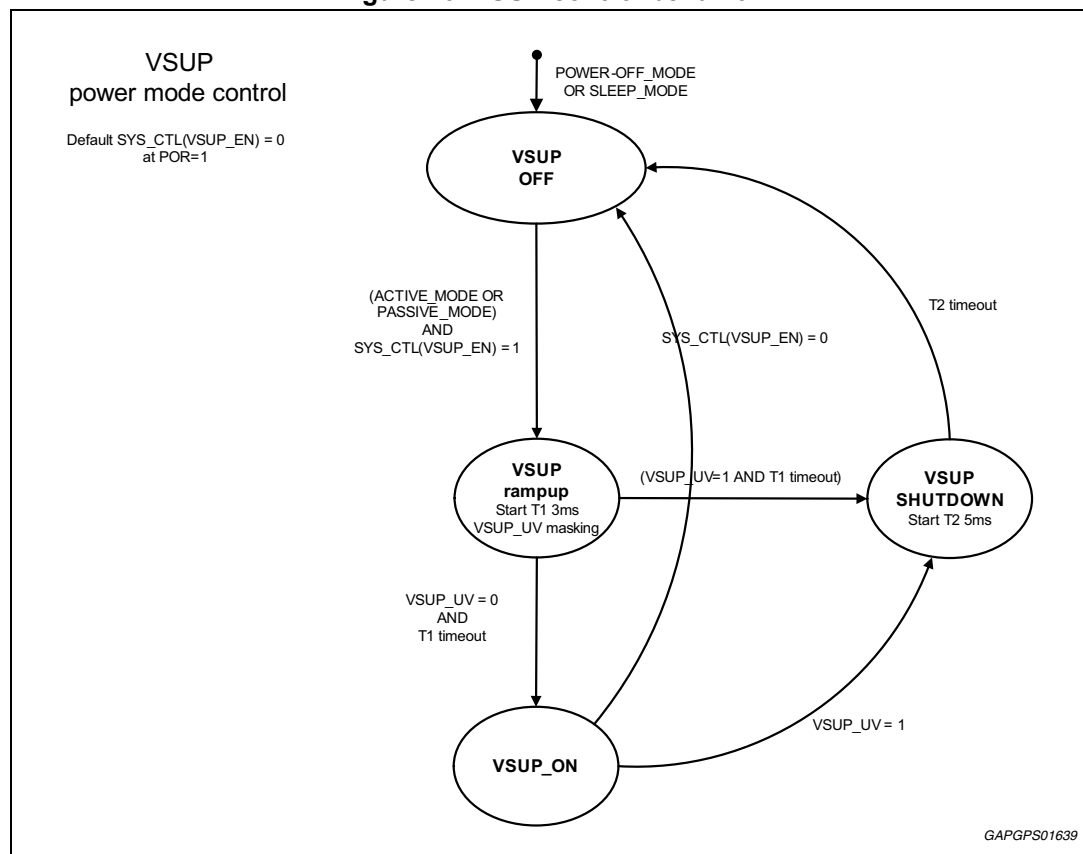 VSUP
power mode control
Default SYS_CTL(VSUP_EN) = 0
at POR=1
POWER-OFF_MODE
OR SLEEP_MODE
VSUP
OFF
(ACTIVE_MODE OR
PASSIVE_MODE)
AND
SYS_CTL(VSUP_EN) = 1
SYS_CTL(VSUP_EN) = 0
T2 timeout
VSUP
rampup
Start T1 3ms
VSUP_UV masking
(VSUP_UV=1 AND T1 timeout)
VSUP
SHUTDOWN
Start T2 5ms
VSUP_UV = 0
AND
T1 timeout
VSUP_UV = 1
VSUP_ON
GAPGPS01639